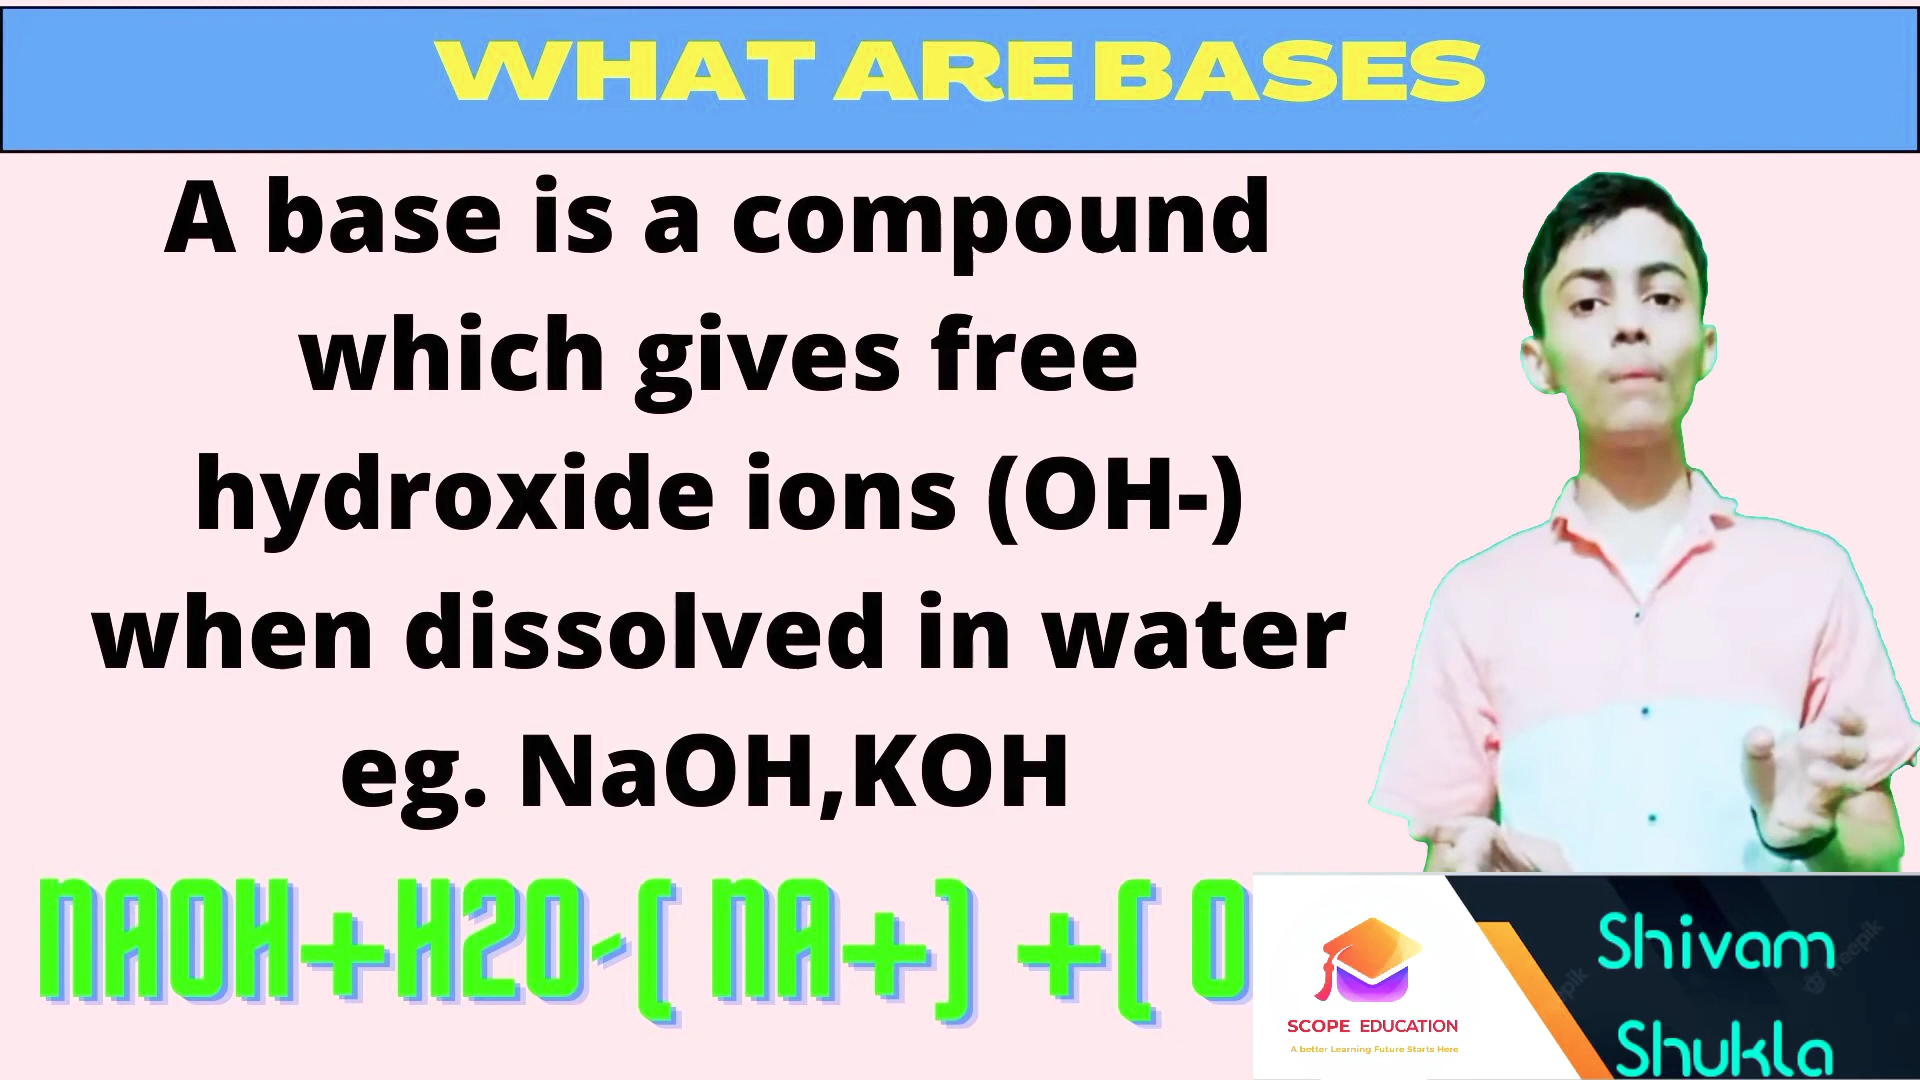 WHAT ARE BASES
A base is a compound
which gives free
hydroxide ions (OH-)
when dissolved in water
eg. NaOH,KOH
NAOH+H2O-( NA+) +( O
SCOPE EDUCATION
A better Learning Future Starts Here
Shivam
Shukla
freepik